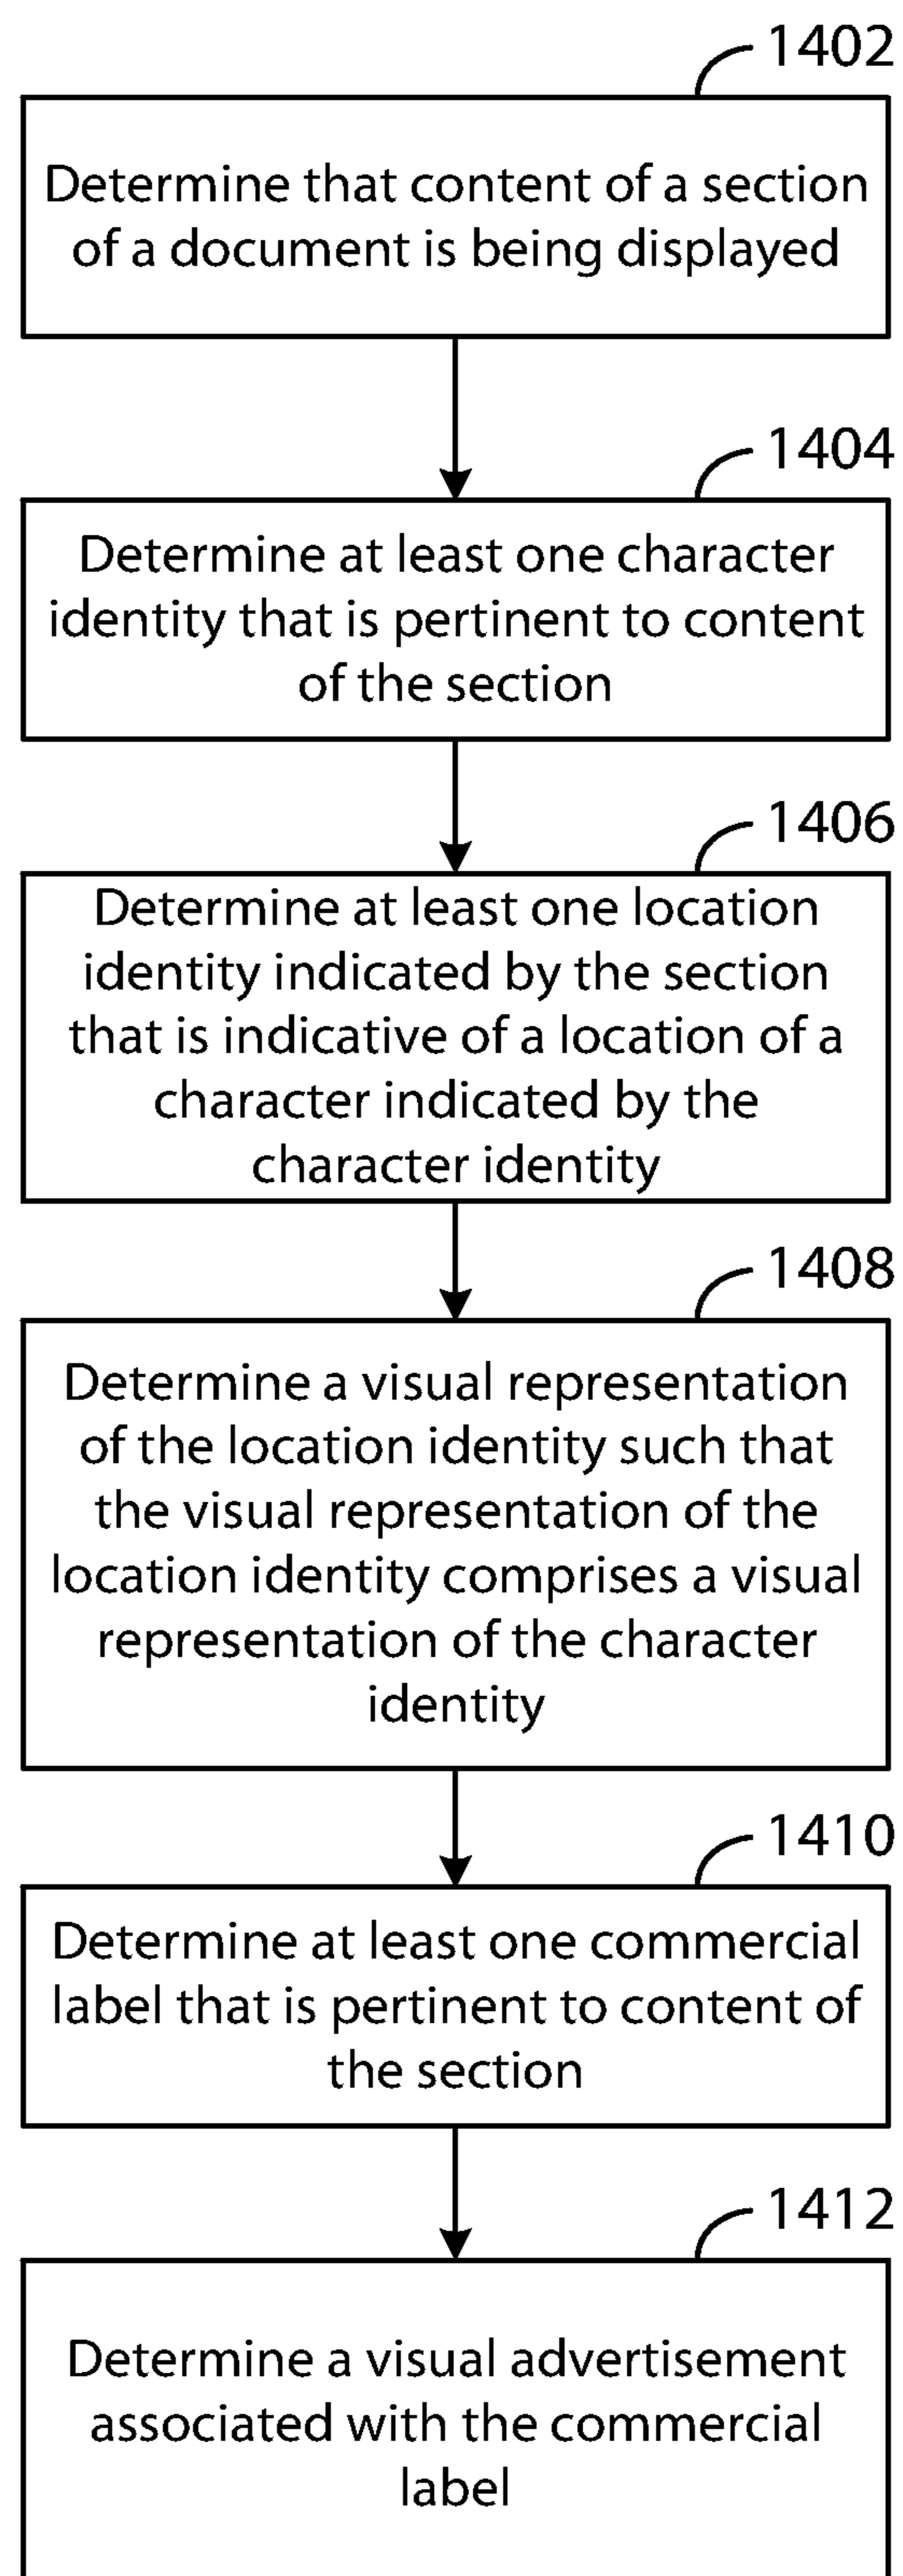 1402
Determine that content of a section
of a document is being displayed
1404
Determine at least one character
identity that is pertinent to content
of the section
1406
Determine at least one location
identity indicated by the section
that is indicative of a location of a
character indicated by the
character identity
1408
Determine a visual representation
of the location identity such that
the visual representation of the
location identity comprises a visual
representation of the character
identity
1410
Determine at least one commercial
label that is pertinent to content of
the section
1412
Determine a visual advertisement
associated with the commercial
label